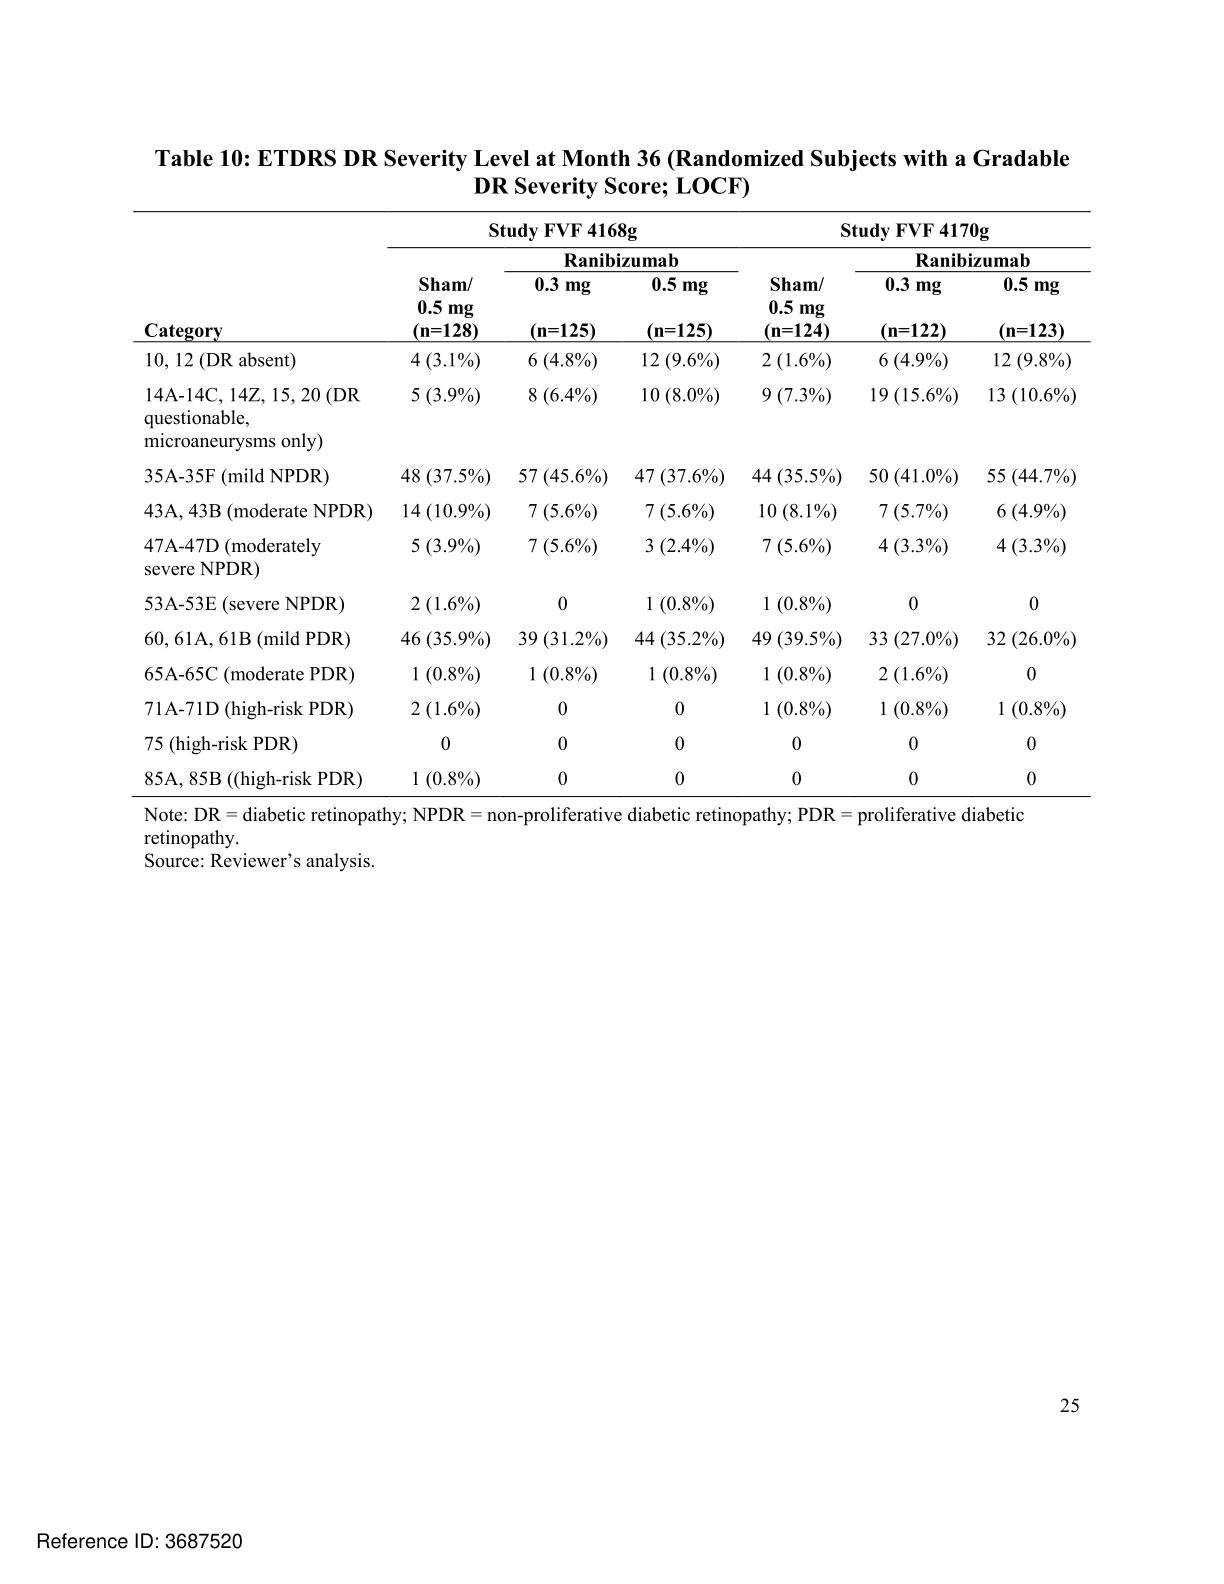 Table 10: ETDRS DR Severity Level at Month 36 (Randomized Subjects with a Gradable
DR Severity Score; LOCF)
Study FVF 4168g Study FVF 4170g
Ranibizumab Ranibizumab
Sham/ 0.3 mg 0.5 mg Sham/ 0.3 mg 0.5 mg
0.5 mg 0.5 mg
Category (n=128) (n=125) (n=125) (n=124) (n=122) (n=123)
10, 12 (DR absent) 4 (3.1%) 6 (4.8%) 12 (9.6%) 2 (1.6%) 6 (4.9%) 12 (9.8%)
14A-14C, 14Z, 15, 20 (DR 5 (3.9%) 8 (6.4%) 10 (8.0%) 9 (7.3%) 19 (15.6%) 13 (10.6%)
questionable,
microaneurysms only)
35A-35F (mild NPDR) 48 (37.5%) 57 (45.6%) 47 (37.6%) 44 (35.5%) 50 (41.0%) 55 (44.7%)
43A, 43B (moderate NPDR) 14 (10.9%) 7 (5.6%) 7 (5.6%) 10 (8.1%) 7 (5.7%) 6 (4.9%)
47A-47D (moderately 5 (3.9%) 7 (5.6%) 3 (2.4%) 7 (5.6%) 4 (3.3%) 4 (3.3%)
severe NPDR)
53A-53E (severe NPDR) 2 (1.6%) 0 1 (0.8%) 1 (0.8%) 0 0
60, 61A, 61B (mild PDR) 46 (35.9%) 39 (31.2%) 44 (35.2%) 49 (39.5%) 33 (27.0%) 32 (26.0%)
65A-65C (moderate PDR) 1 (0.8%) 1 (0.8%) 1 (0.8%) 1 (0.8%) 2 (1.6%) 0
71A-71D (high-risk PDR) 2 (1.6%) 0 0 1 (0.8%) 1 (0.8%) 1 (0.8%)
75 (high-risk PDR) 0 0 0 0 0 0
85A, 85B ((high-risk PDR) 1 (0.8%) 0 0 0 0 0
Note: DR = diabetic retinopathy; NPDR = non-proliferative diabetic retinopathy; PDR = proliferative diabetic
retinopathy.
Source: Reviewer’s analysis.
25
Reference ID: 3687520